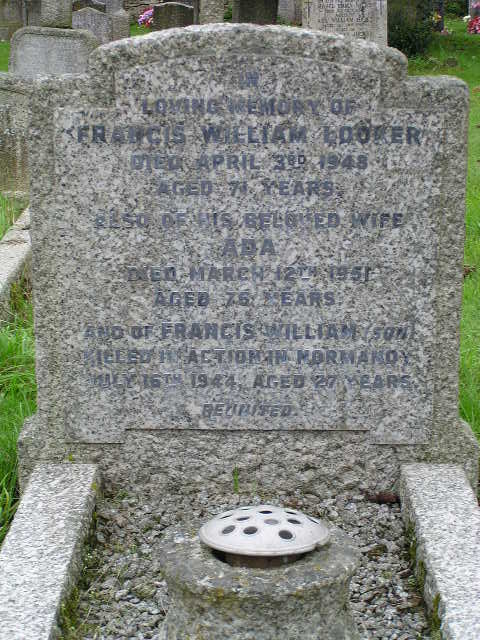 IN
LOVING MEMORY OF
FRANCIS WILLIAM LOOKER
DIED APRIL 3RD 1948
AGED 71 YEARS.
ALSO OF HIS BELOVED WIFE
ADA
DIED MARCH 12TH 1951
AGED 76 YEARS.
AND OF FRANCIS WILLIAM (SON)
KILLED IN ACTION IN NORMANDY
JULY 16TH 1944, AGED 27 YEARS.
REUNITED.